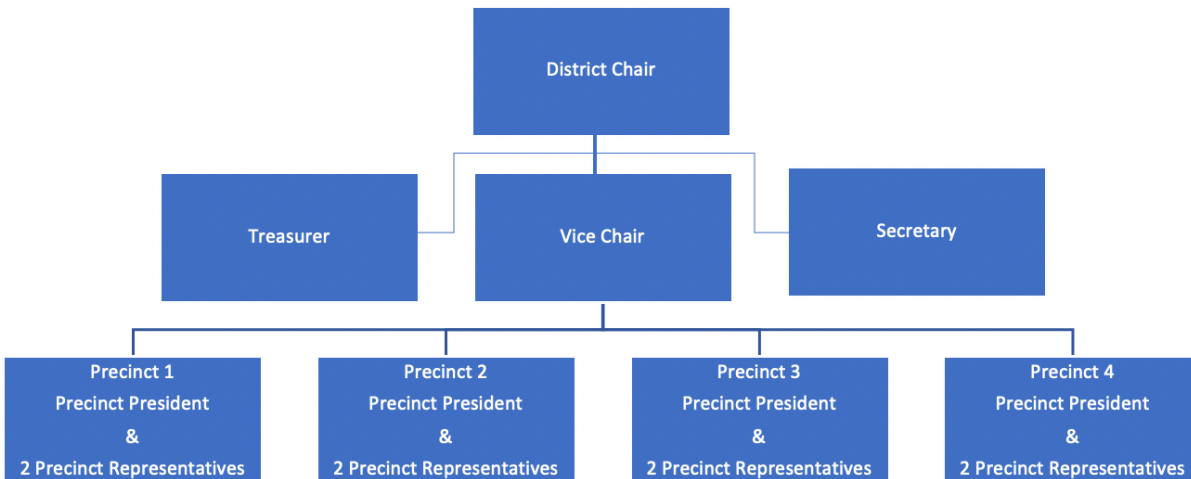 District Chair
Treasurer
Vice Chair
Secretary
Precinct 1
Precinct President
&
2 Precinct Representatives
Precinct 2
Precinct President
&
2 Precinct Representatives
Precinct 3
Precinct President
&
2 Precinct Representatives
Precinct 4
Precinct President
&
2 Precinct Representatives